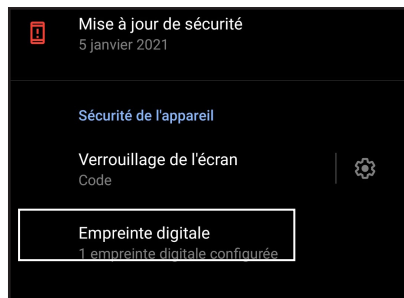 Mise à jour de sécurité
5 janvier 2021
Sécurité de l'appareil
Verrouillage de l'écran
Code
Empreinte digitale
1 empreinte digitale configurée